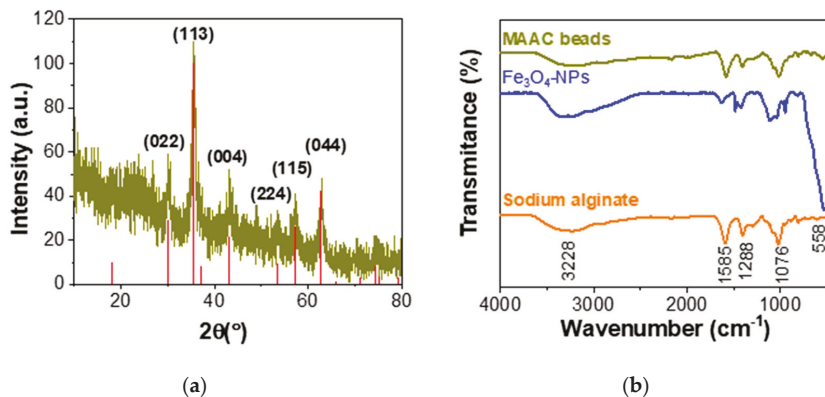 Intensity (a.u.)
120
100
80
60
40
20
0
(113)
(022)
(004)
(224)
(115)
(044)
20
40
60
80
2θ(°)
(a)
Transmitance (%)
MAAC beads
Fe₃O₄-NPs
Sodium alginate
3228
1585
1288
1076
558
4000
3000
2000
1000
Wavenumber (cm⁻¹)
(b)